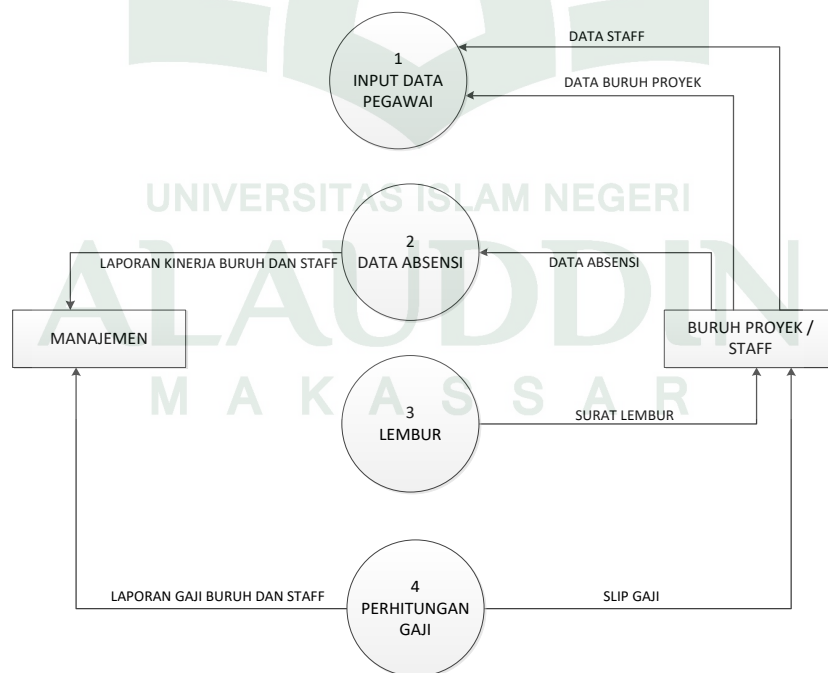 1
INPUT DATA
PEGAWAI
DATA STAFF
DATA BURUH PROYEK
UNIVERSITAS ISLAM NEGERI
ALAUDDIN
MAKASSAR
2
DATA ABSENSI
LAPORAN KINERJA BURUH DAN STAFF
DATA ABSENSI
MANAJEMEN
BURUH PROYEK /
STAFF
3
LEMBUR
SURAT LEMBUR
4
PERHITUNGAN
GAJI
LAPORAN GAJI BURUH DAN STAFF
SLIP GAJI